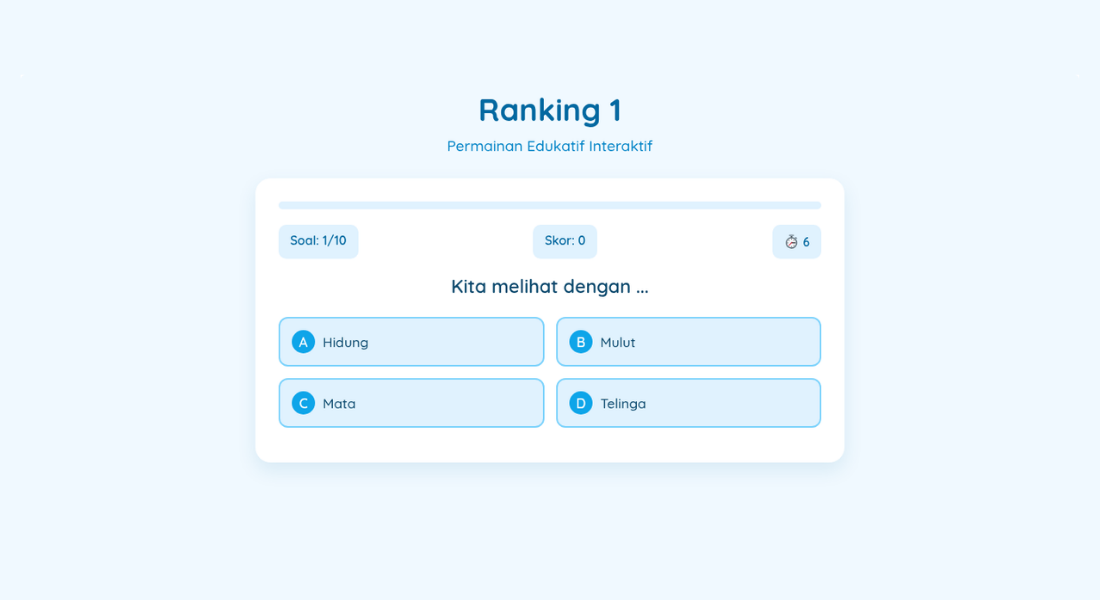 Ranking 1
Permainan Edukatif Interaktif
Soal: 1/10
Skor: 0
6
Kita melihat dengan ...
A Hidung
B Mulut
C Mata
D Telinga